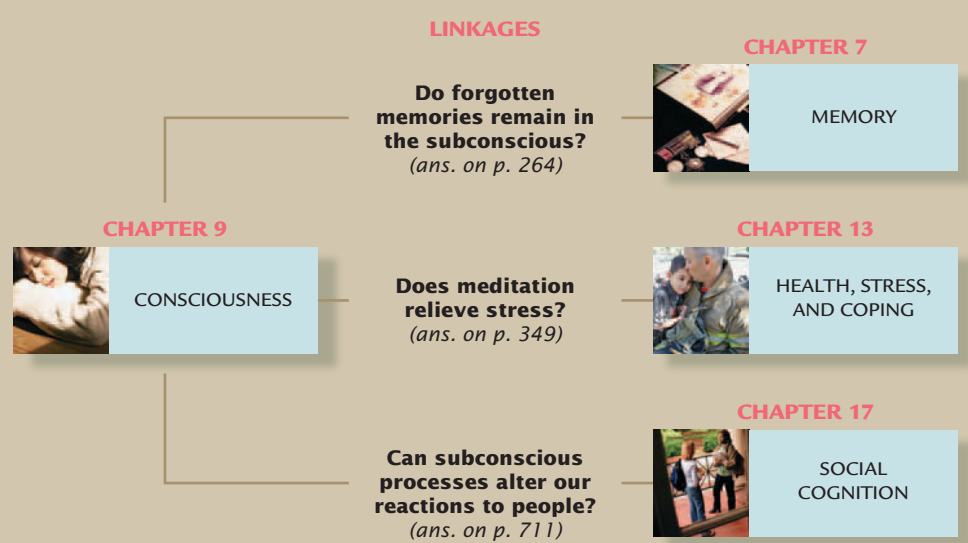 LINKAGES
CHAPTER 7
Do forgotten
memories remain in
the subconscious?
(ans. on p. 264)
MEMORY
CHAPTER 9
CONSCIOUSNESS
Does meditation
relieve stress?
(ans. on p. 349)
CHAPTER 13
HEALTH, STRESS,
AND COPING
Can subconscious
processes alter our
reactions to people?
(ans. on p. 711)
CHAPTER 17
SOCIAL
COGNITION